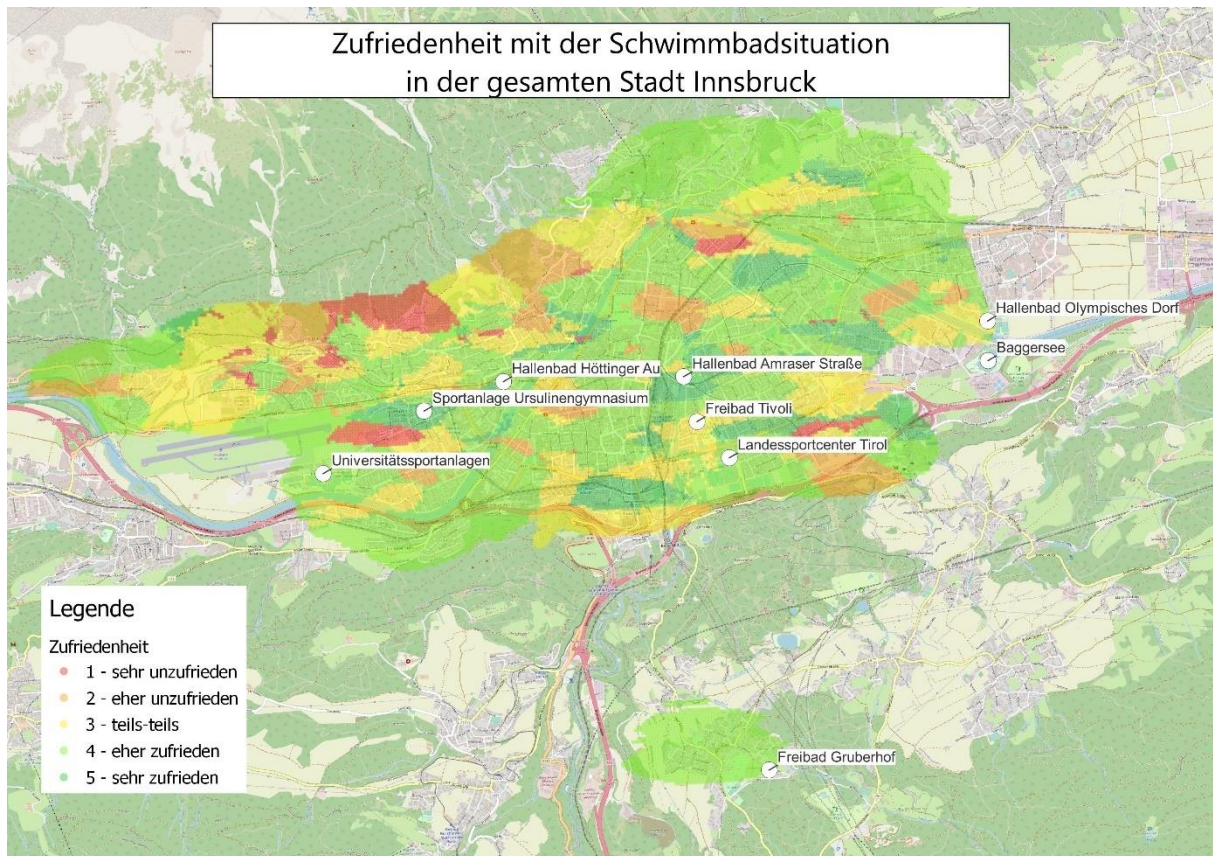 Zufriedenheit mit der Schwimmbadsituation
in der gesamten Stadt Innsbruck
Hallenbad Olympisches Dorf
Baggersee
Hallenbad Höttinger Au
Hallenbad Amraser Straße
Sportanlage Ursulinengymnasium
Freibad Tivoli
Landessportcenter Tirol
Universitätssportanlagen
Legende
Zufriedenheit
1 - sehr unzufrieden
2 - eher unzufrieden
3 - teils-teils
4 - eher zufrieden
5 - sehr zufrieden
Freibad Gruberhof